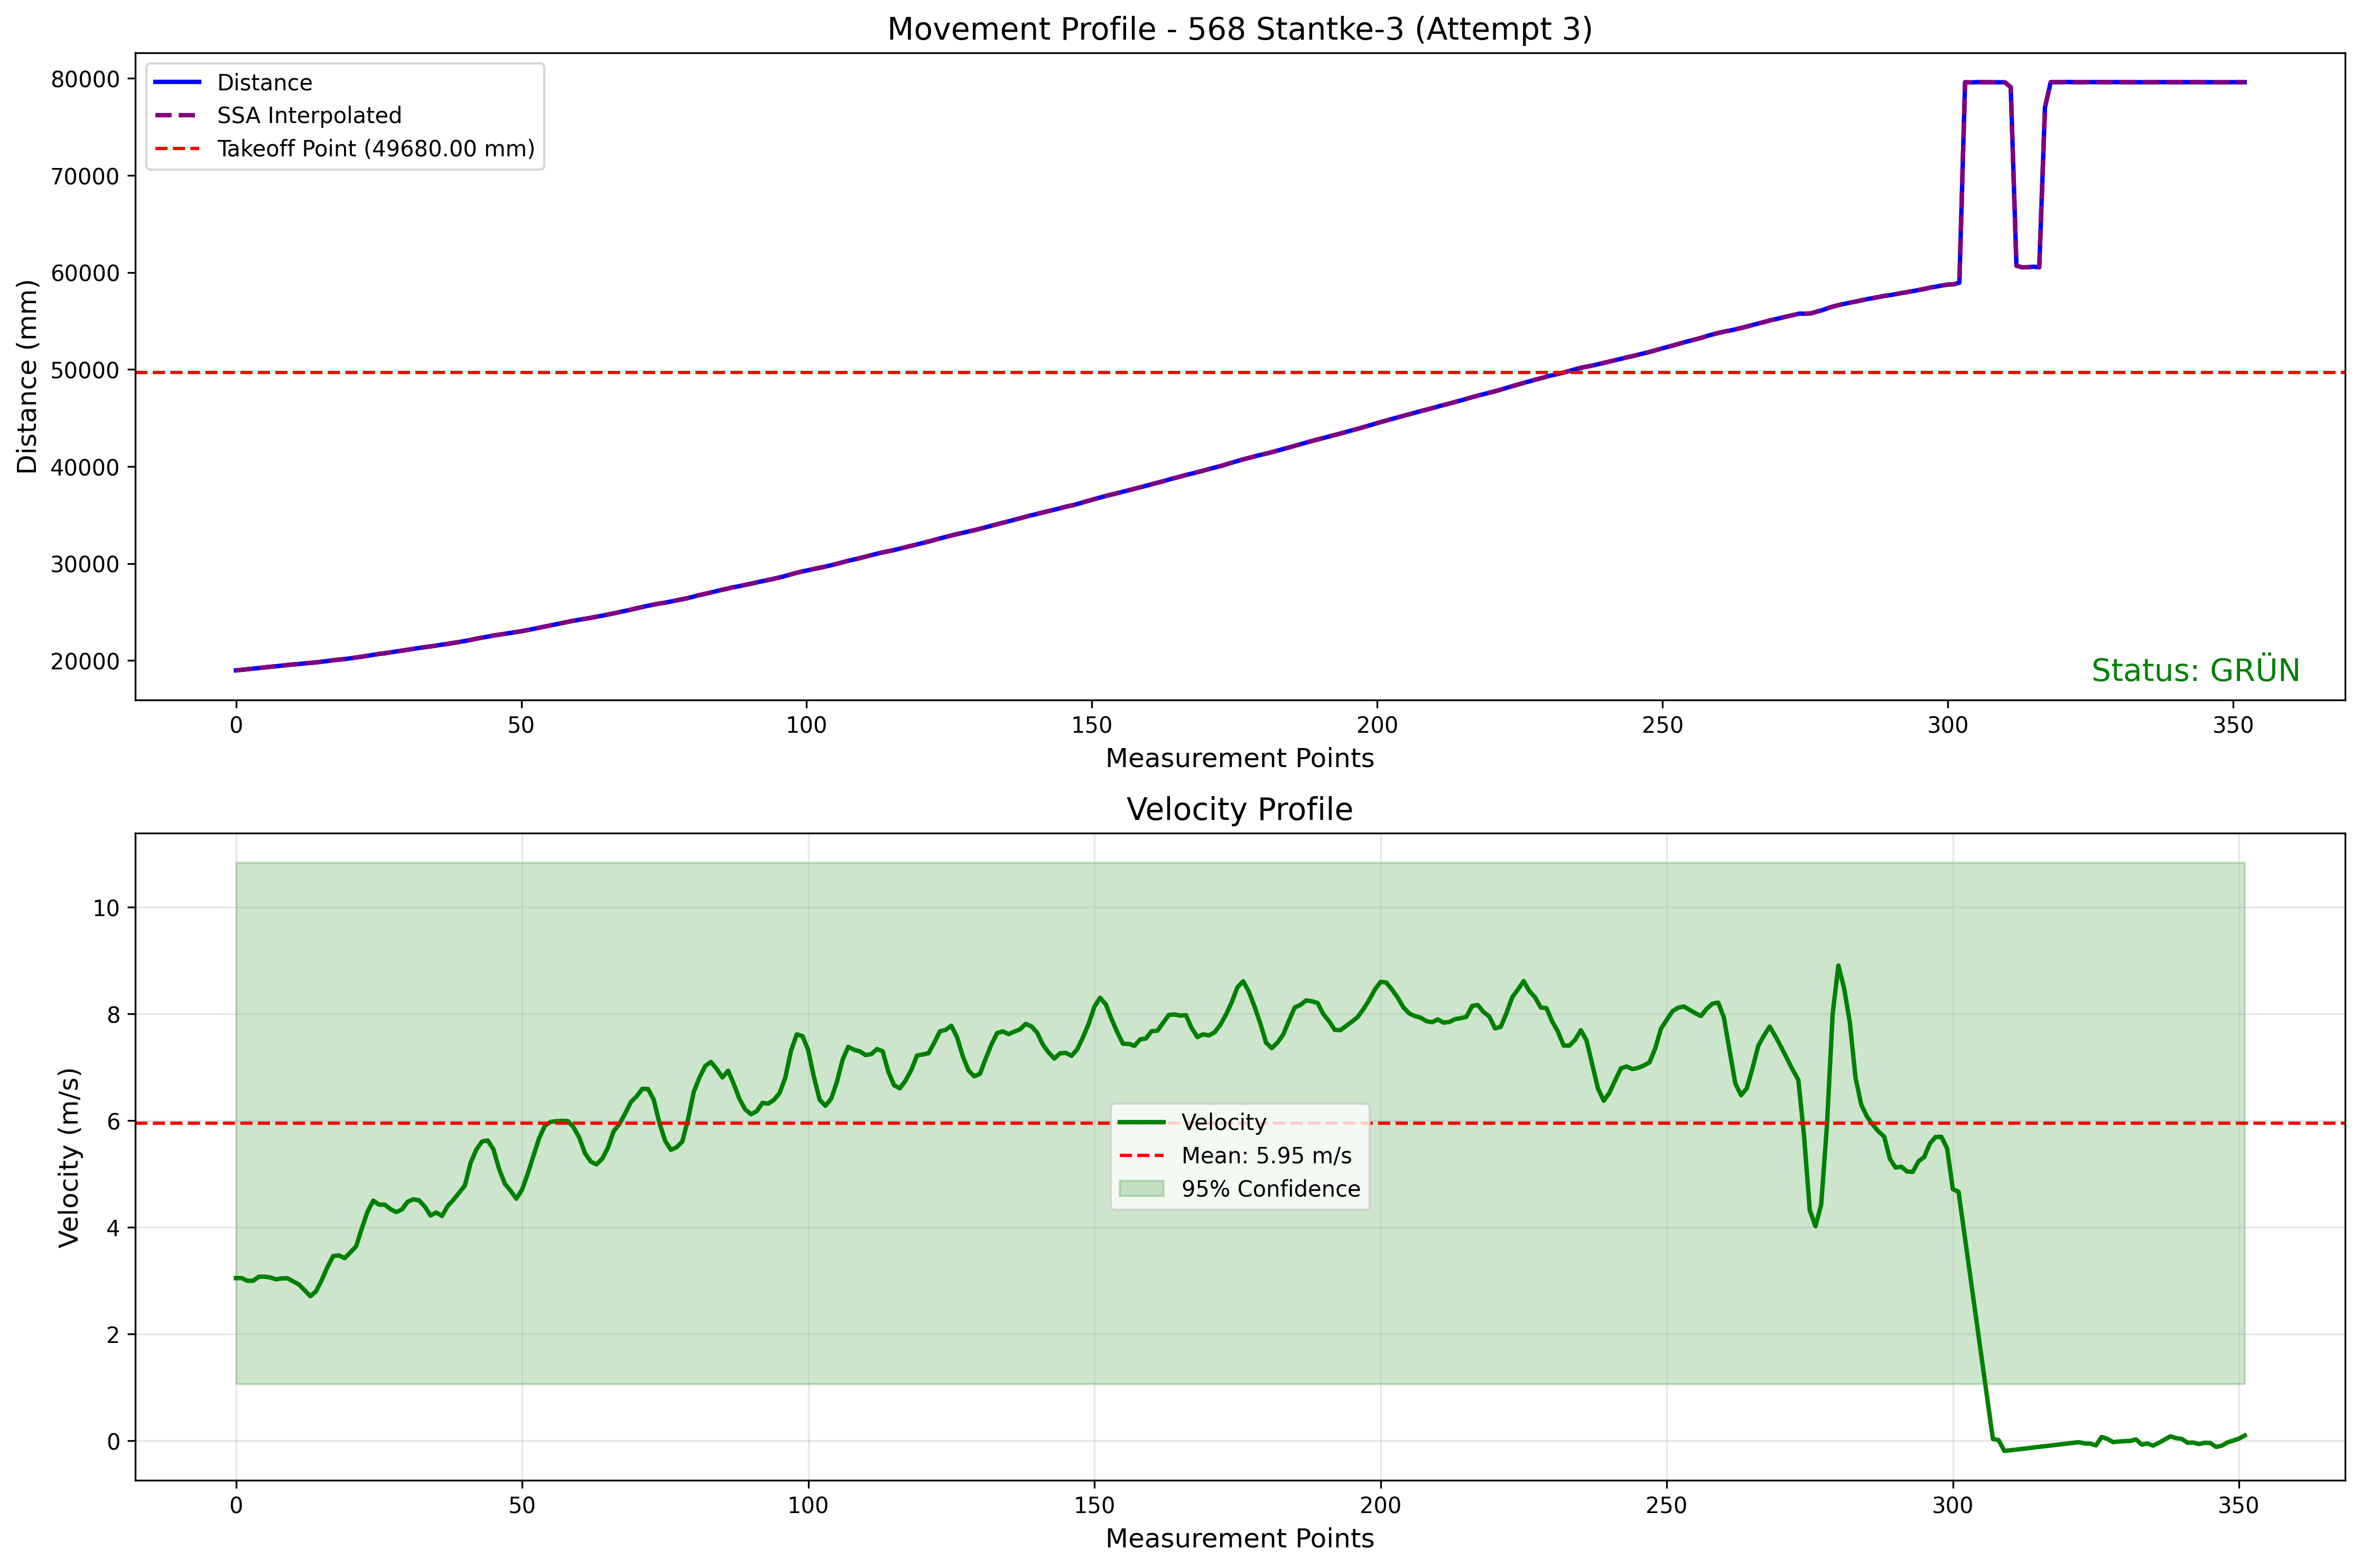 Movement Profile - 568 Stantke-3 (Attempt 3)
Distance (mm)
80000
70000
60000
50000
40000
30000
20000
Distance
SSA Interpolated
Takeoff Point (49680.00 mm)
Status: GRÜN
0 50 100 150 200 250 300 350
Measurement Points
Velocity Profile
Velocity (m/s)
10
8
6
4
2
0
Velocity
Mean: 5.95 m/s
95% Confidence
0 50 100 150 200 250 300 350
Measurement Points